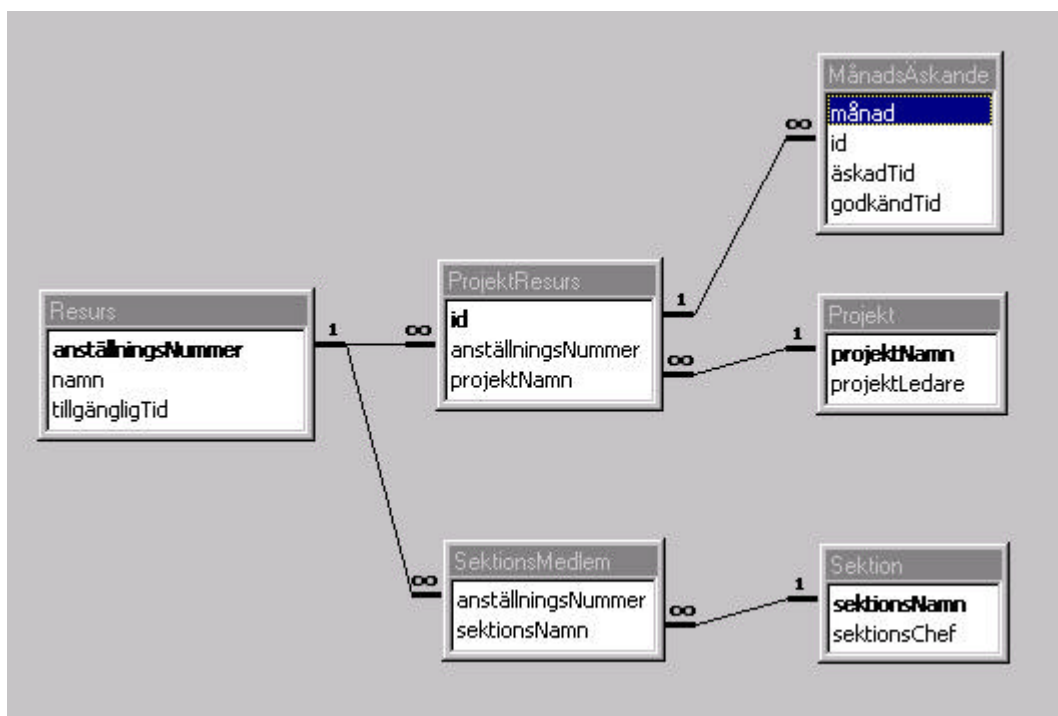 MånadsÄskande
månad
id
äskadTid
godkändTid
∞
ProjektResurs
id
anställningsNummer
projektNamn
1
∞
Resurs
anställningsNummer
namn
tillgängligTid
1
∞
Projekt
projektNamn
projektLedare
1
SektionsMedlem
anställningsNummer
sektionsNamn
∞
∞
Sektion
sektionsNamn
sektionsChef
1